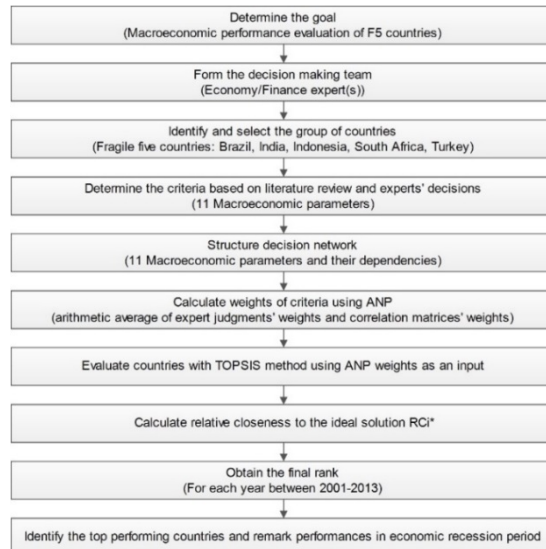 Determine the goal
(Macroeconomic performance evaluation of F5 countries)
Form the decision making team
(Economy/Finance expert(s))
Identify and select the group of countries
(Fragile five countries: Brazil, India, Indonesia, South Africa, Turkey)
Determine the criteria based on literature review and experts' decisions
(11 Macroeconomic parameters)
Structure decision network
(11 Macroeconomic parameters and their dependencies)
Calculate weights of criteria using ANP
(arithmetic average of expert judgments' weights and correlation matrices' weights)
Evaluate countries with TOPSIS method using ANP weights as an input
Calculate relative closeness to the ideal solution RCi*
Obtain the final rank
(For each year between 2001-2013)
Identify the top performing countries and remark performances in economic recession period